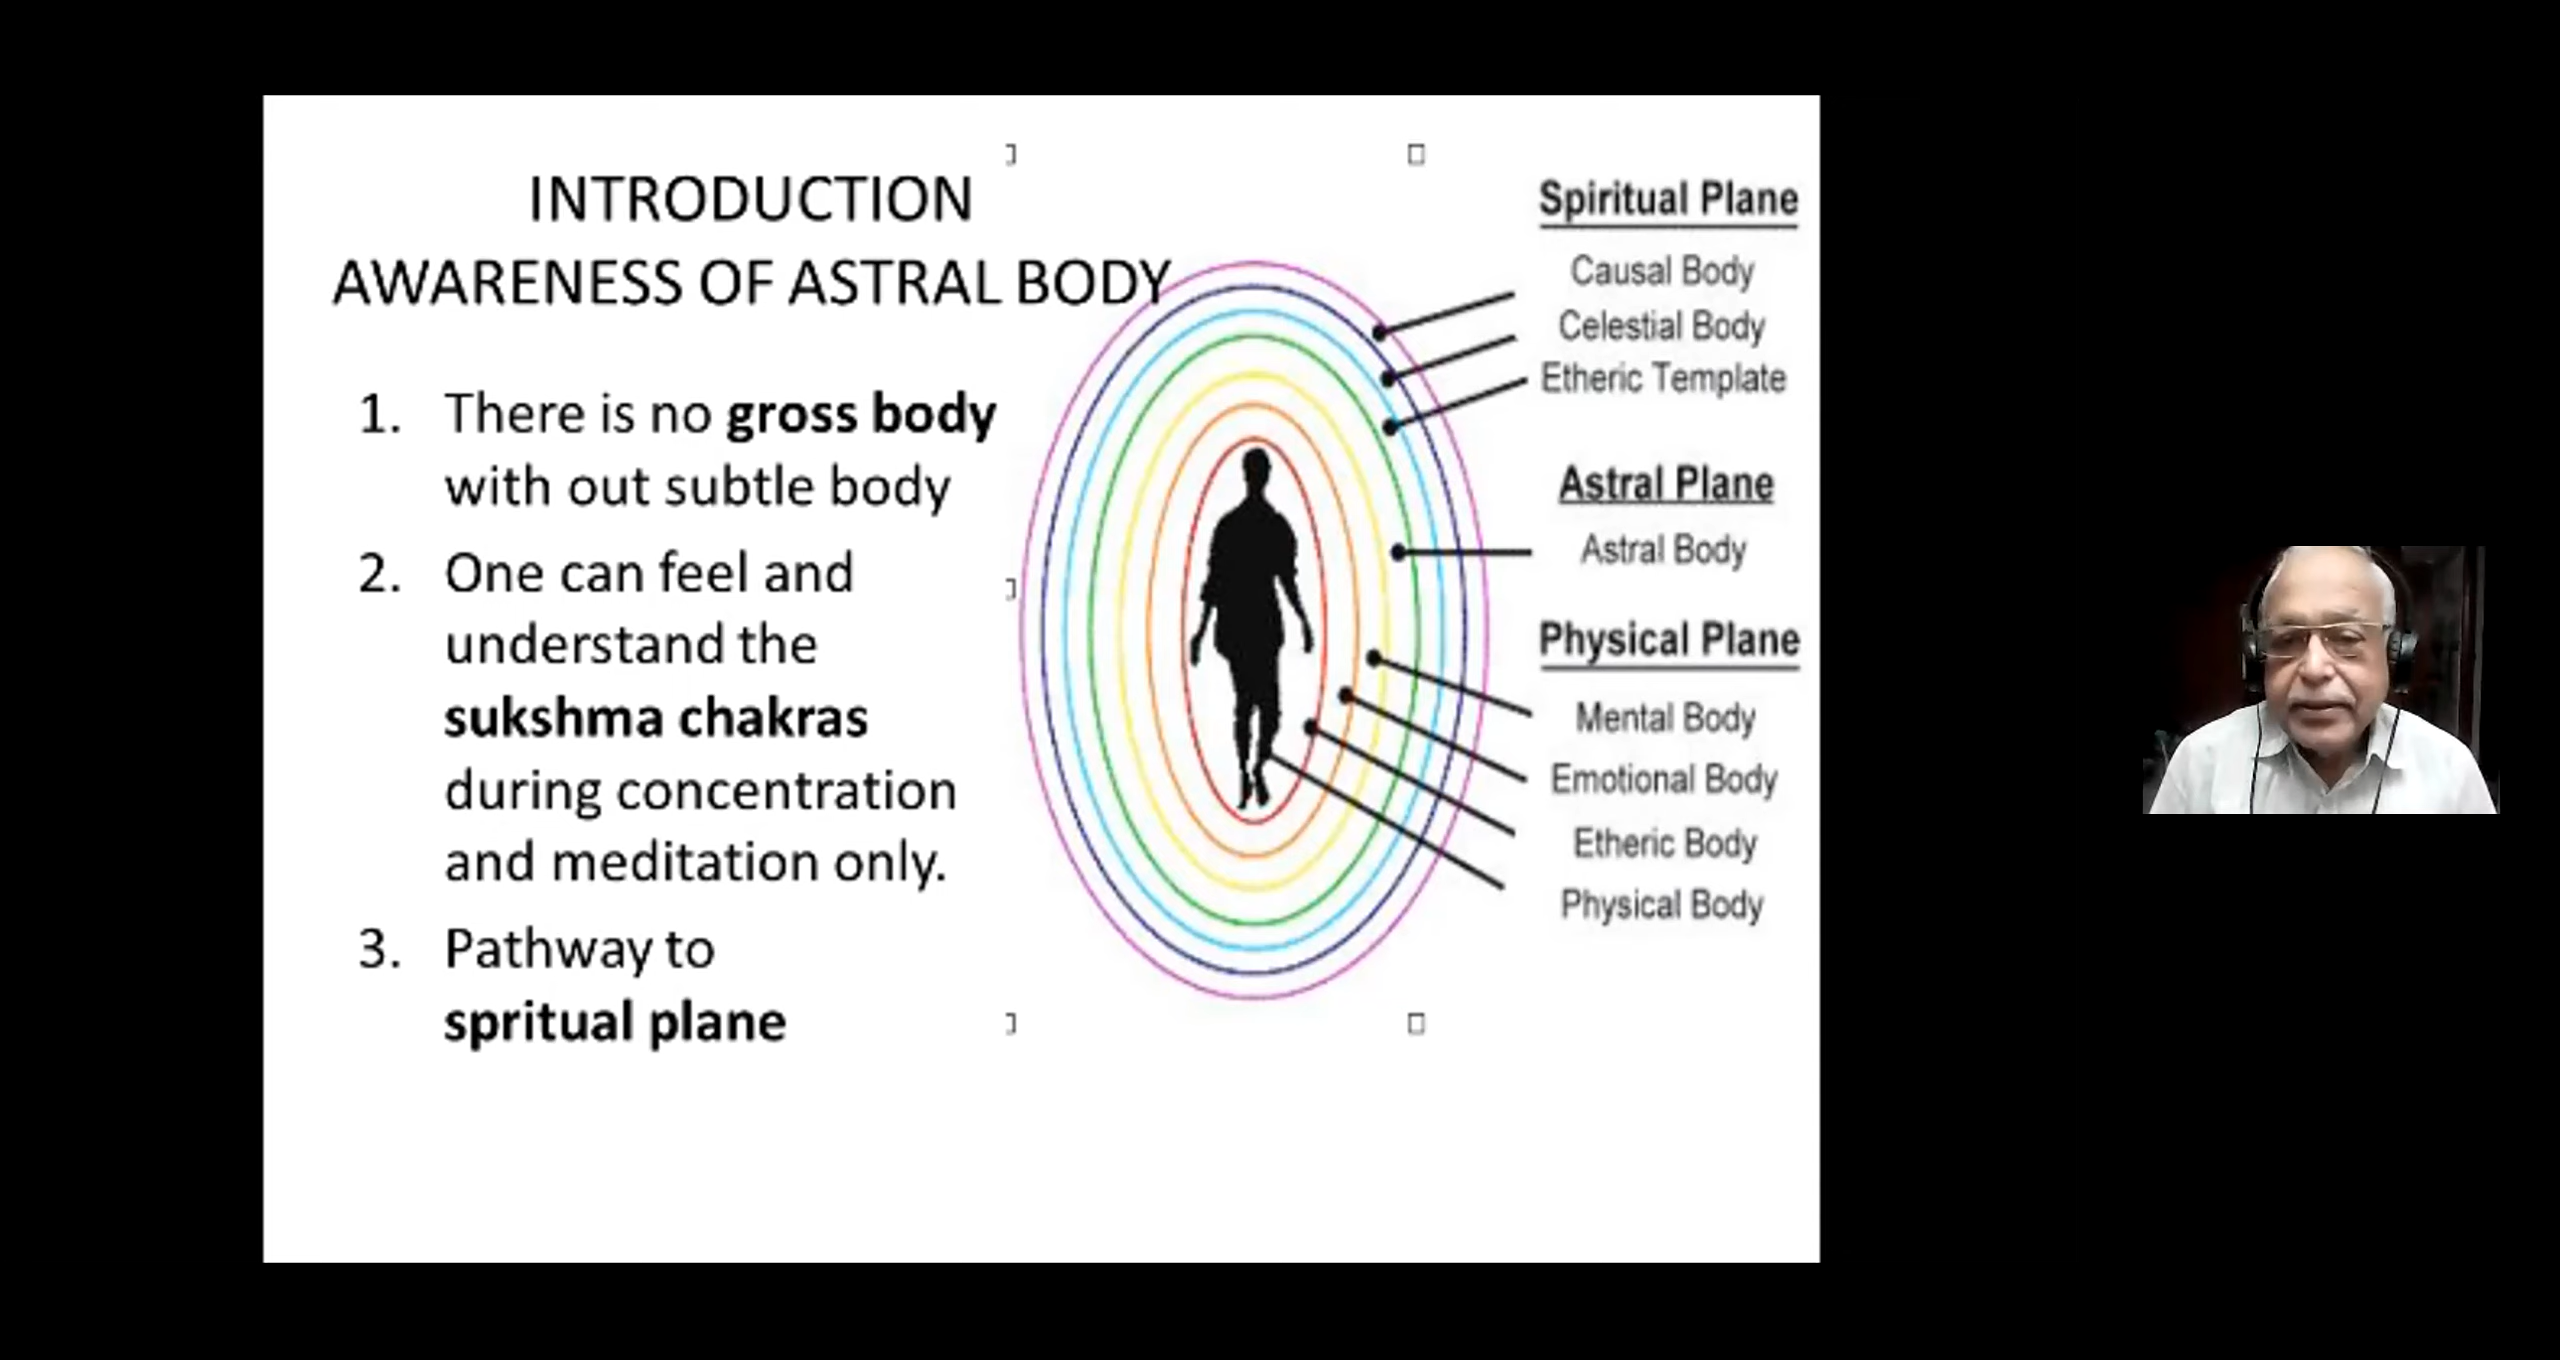 INTRODUCTION
AWARENESS OF ASTRAL BODY
1. There is no gross body
with out subtle body
2. One can feel and
understand the
sukshma chakras
during concentration
and meditation only.
3. Pathway to
spritual plane
Spiritual Plane
Causal Body
Celestial Body
Etheric Template
Astral Plane
Astral Body
Physical Plane
Mental Body
Emotional Body
Etheric Body
Physical Body